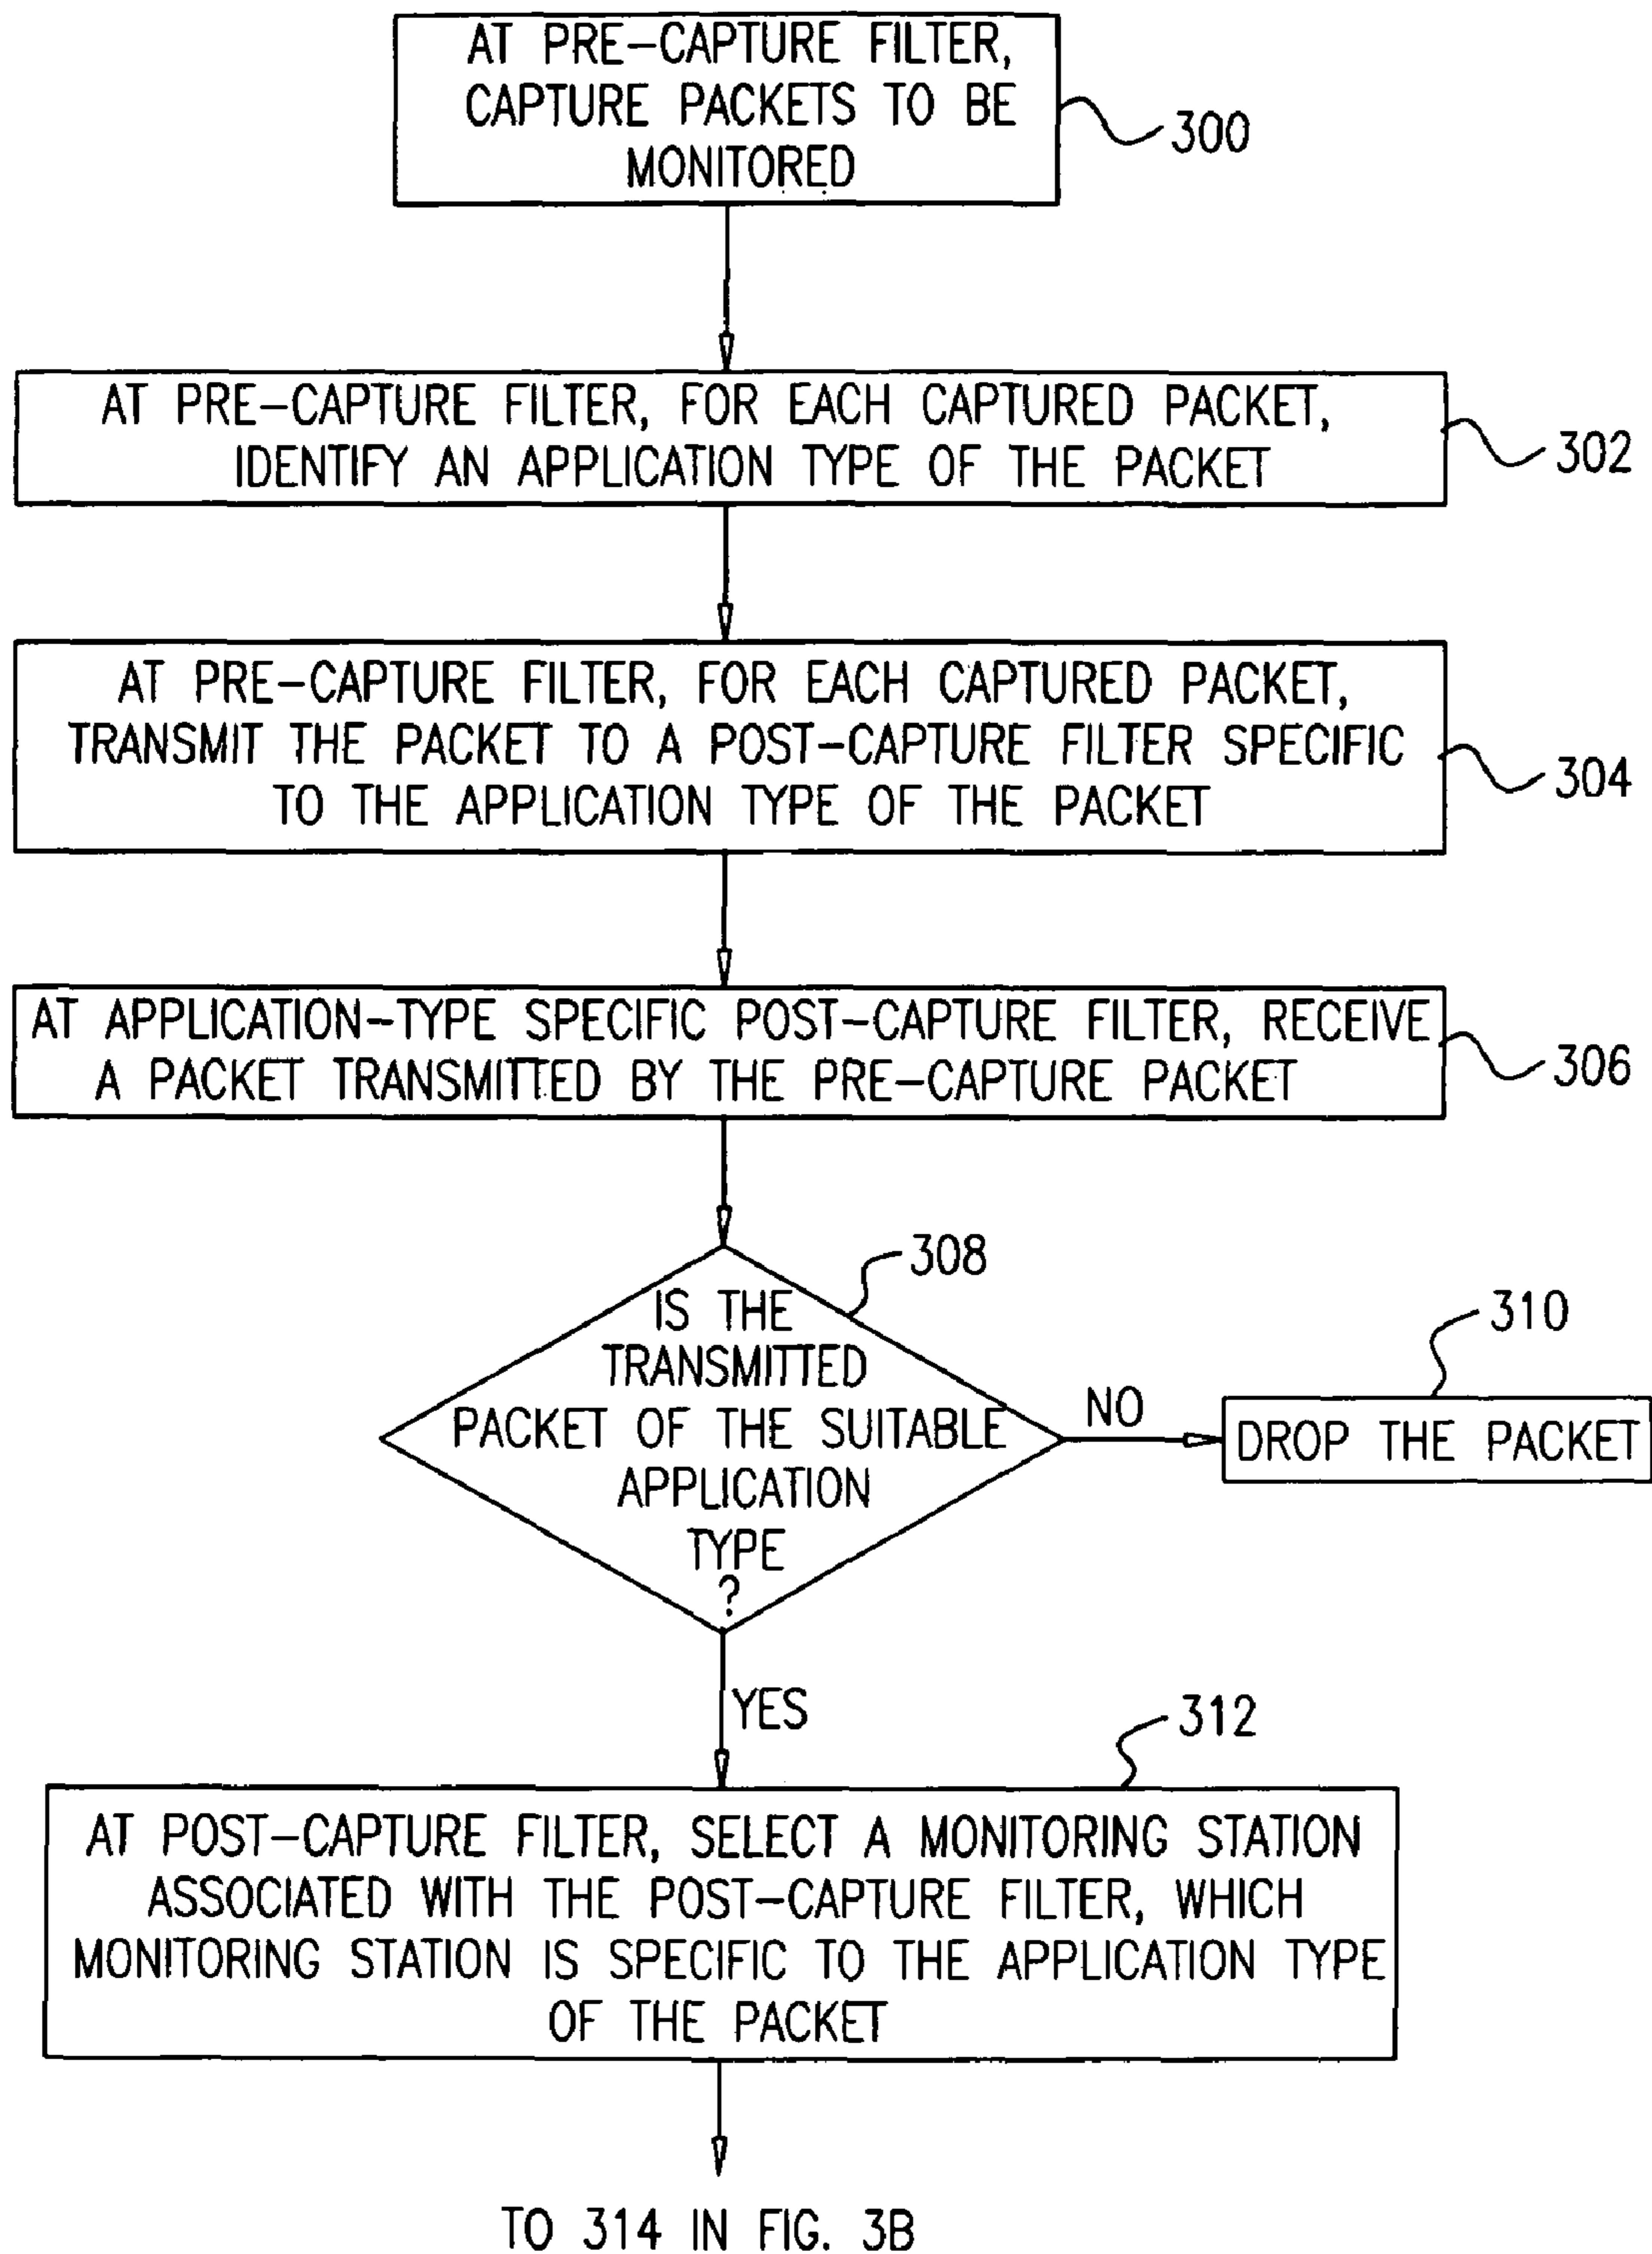 AT PRE-CAPTURE FILTER,
CAPTURE PACKETS TO BE
MONITORED
300
AT PRE-CAPTURE FILTER, FOR EACH CAPTURED PACKET,
IDENTIFY AN APPLICATION TYPE OF THE PACKET
302
AT PRE-CAPTURE FILTER, FOR EACH CAPTURED PACKET,
TRANSMIT THE PACKET TO A POST-CAPTURE FILTER SPECIFIC
TO THE APPLICATION TYPE OF THE PACKET
304
AT APPLICATION-TYPE SPECIFIC POST-CAPTURE FILTER, RECEIVE
A PACKET TRANSMITTED BY THE PRE-CAPTURE PACKET
306
308
IS THE
TRANSMITTED
PACKET OF THE SUITABLE
APPLICATION
TYPE
?
NO
310
DROP THE PACKET
YES
312
AT POST-CAPTURE FILTER, SELECT A MONITORING STATION
ASSOCIATED WITH THE POST-CAPTURE FILTER, WHICH
MONITORING STATION IS SPECIFIC TO THE APPLICATION TYPE
OF THE PACKET
TO 314 IN FIG. 3B